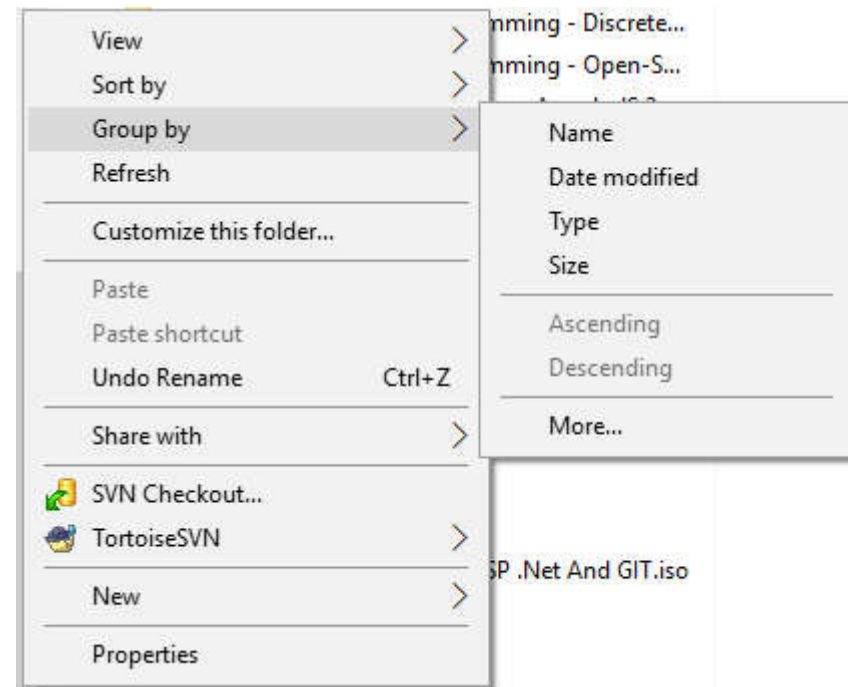 View
Sort by
Group by
Refresh
Customize this folder...
Paste
Paste shortcut
Undo Rename Ctrl+Z
Share with
SVN Checkout...
TortoiseSVN
New
Properties
Name
Date modified
Type
Size
Ascending
Descending
More...
mming - Discrete...
mming - Open-S...
SP .Net And GIT.iso